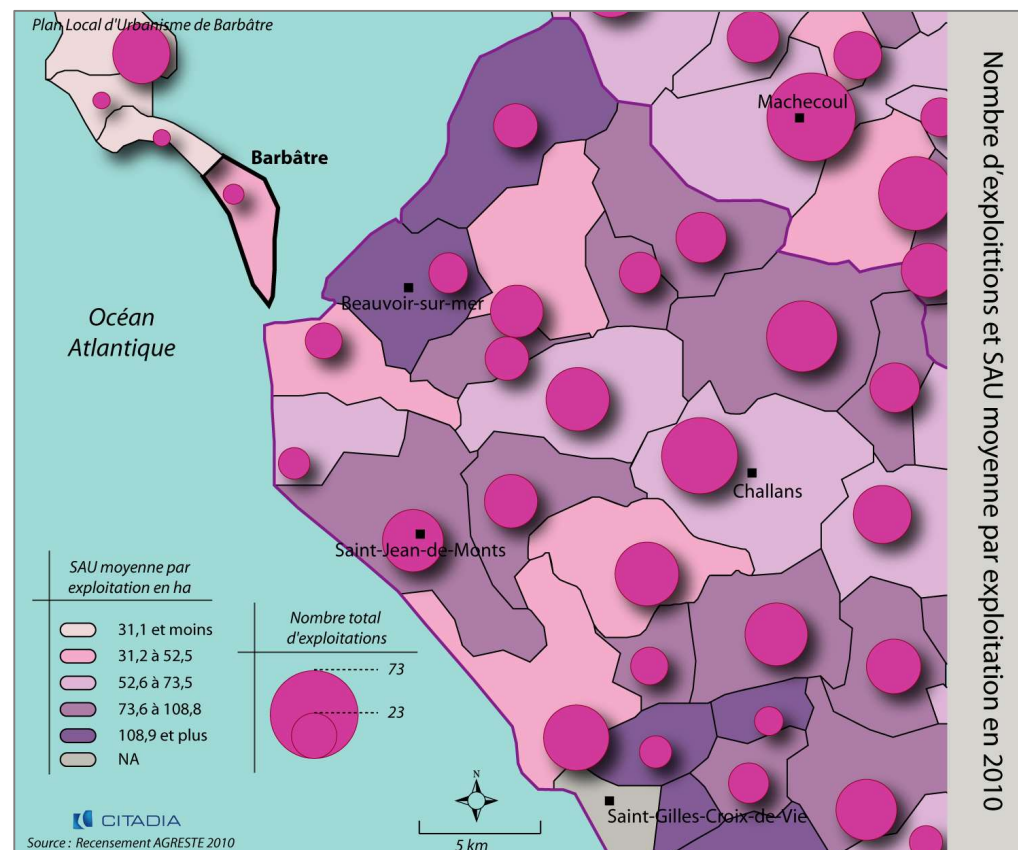 Plan Local d'Urbanisme de Barbâtre
Nombre d'exploittions et SAU moyenne par exploitation en 2010
Machecoul
Barbâtre
Beauvoir-sur-mer
Océan
Atlantique
Challans
Saint-Jean-de-Monts
SAU moyenne par
exploitation en ha
31,1 et moins
31,2 à 52,5
52,6 à 73,5
73,6 à 108,8
108,9 et plus
NA
Nombre total
d'exploitations
73
23
N
Saint-Gilles-Croix-de-Vie
CITADIA
Source : Recensement AGRESTE 2010
5 km